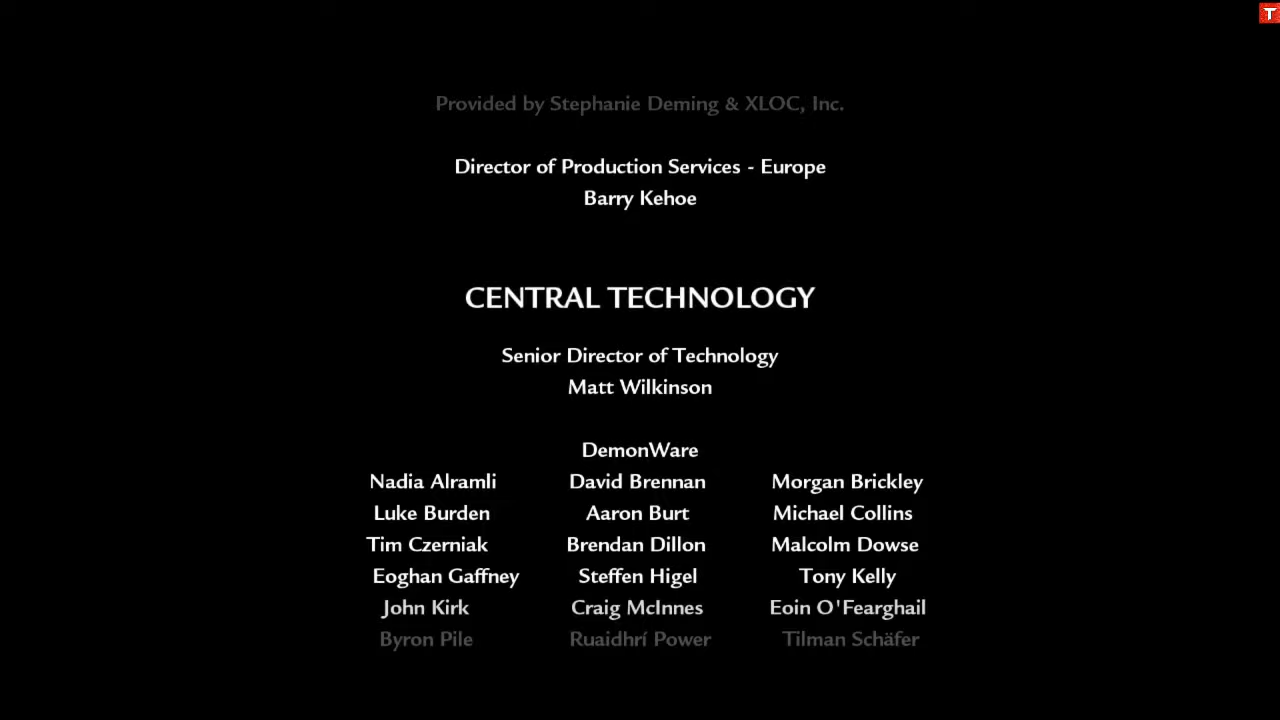 T
Provided by Stephanie Deming & XLOC, Inc.
Director of Production Services - Europe
Barry Kehoe
CENTRAL TECHNOLOGY
Senior Director of Technology
Matt Wilkinson
DemonWare
Nadia Alramli David Brennan Morgan Brickley
Luke Burden Aaron Burt Michael Collins
Tim Czerniak Brendan Dillon Malcolm Dowse
Eoghan Gaffney Steffen Higel Tony Kelly
John Kirk Craig McInnes Eoin O'Fearghail
Byron Pile Ruaidhrí Power Tilman Schäfer